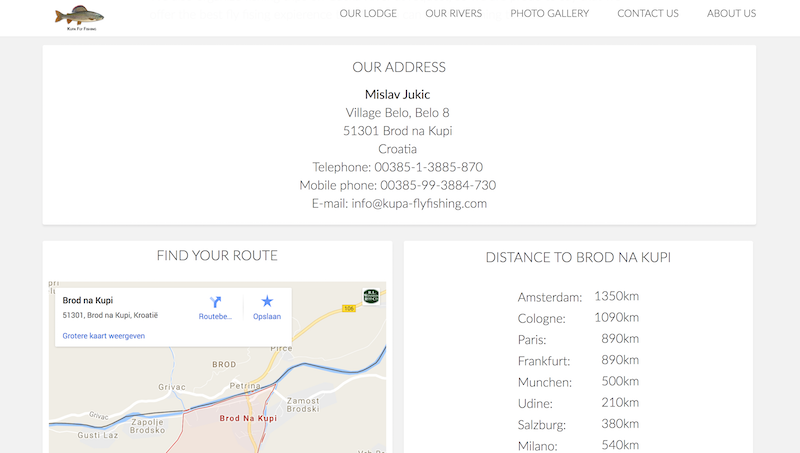 KUPA FLY FISHING
OUR LODGE OUR RIVERS PHOTO GALLERY CONTACT US ABOUT US
OUR ADDRESS
Mislav Jukic
Village Belo, Belo 8
51301 Brod na Kupi
Croatia
Telephone: 00385-1-3885-870
Mobile phone: 00385-99-3884-730
E-mail: info@kupa-flyfishing.com
FIND YOUR ROUTE
Brod na Kupi
51301, Brod na Kupi, Kroatië
Routebe...
Opslaan
Grotere kaart weergeven
106
Pirče
BROD
Petrina
Grivac
Grivac
Zapolje
Brodsko
Gusti Laz
Brod Na Kupi
Zamost
Brodski
DISTANCE TO BROD NA KUPI
Amsterdam: 1350km
Cologne: 1090km
Paris: 890km
Frankfurt: 890km
Munchen: 500km
Udine: 210km
Salzburg: 380km
Milano: 540km